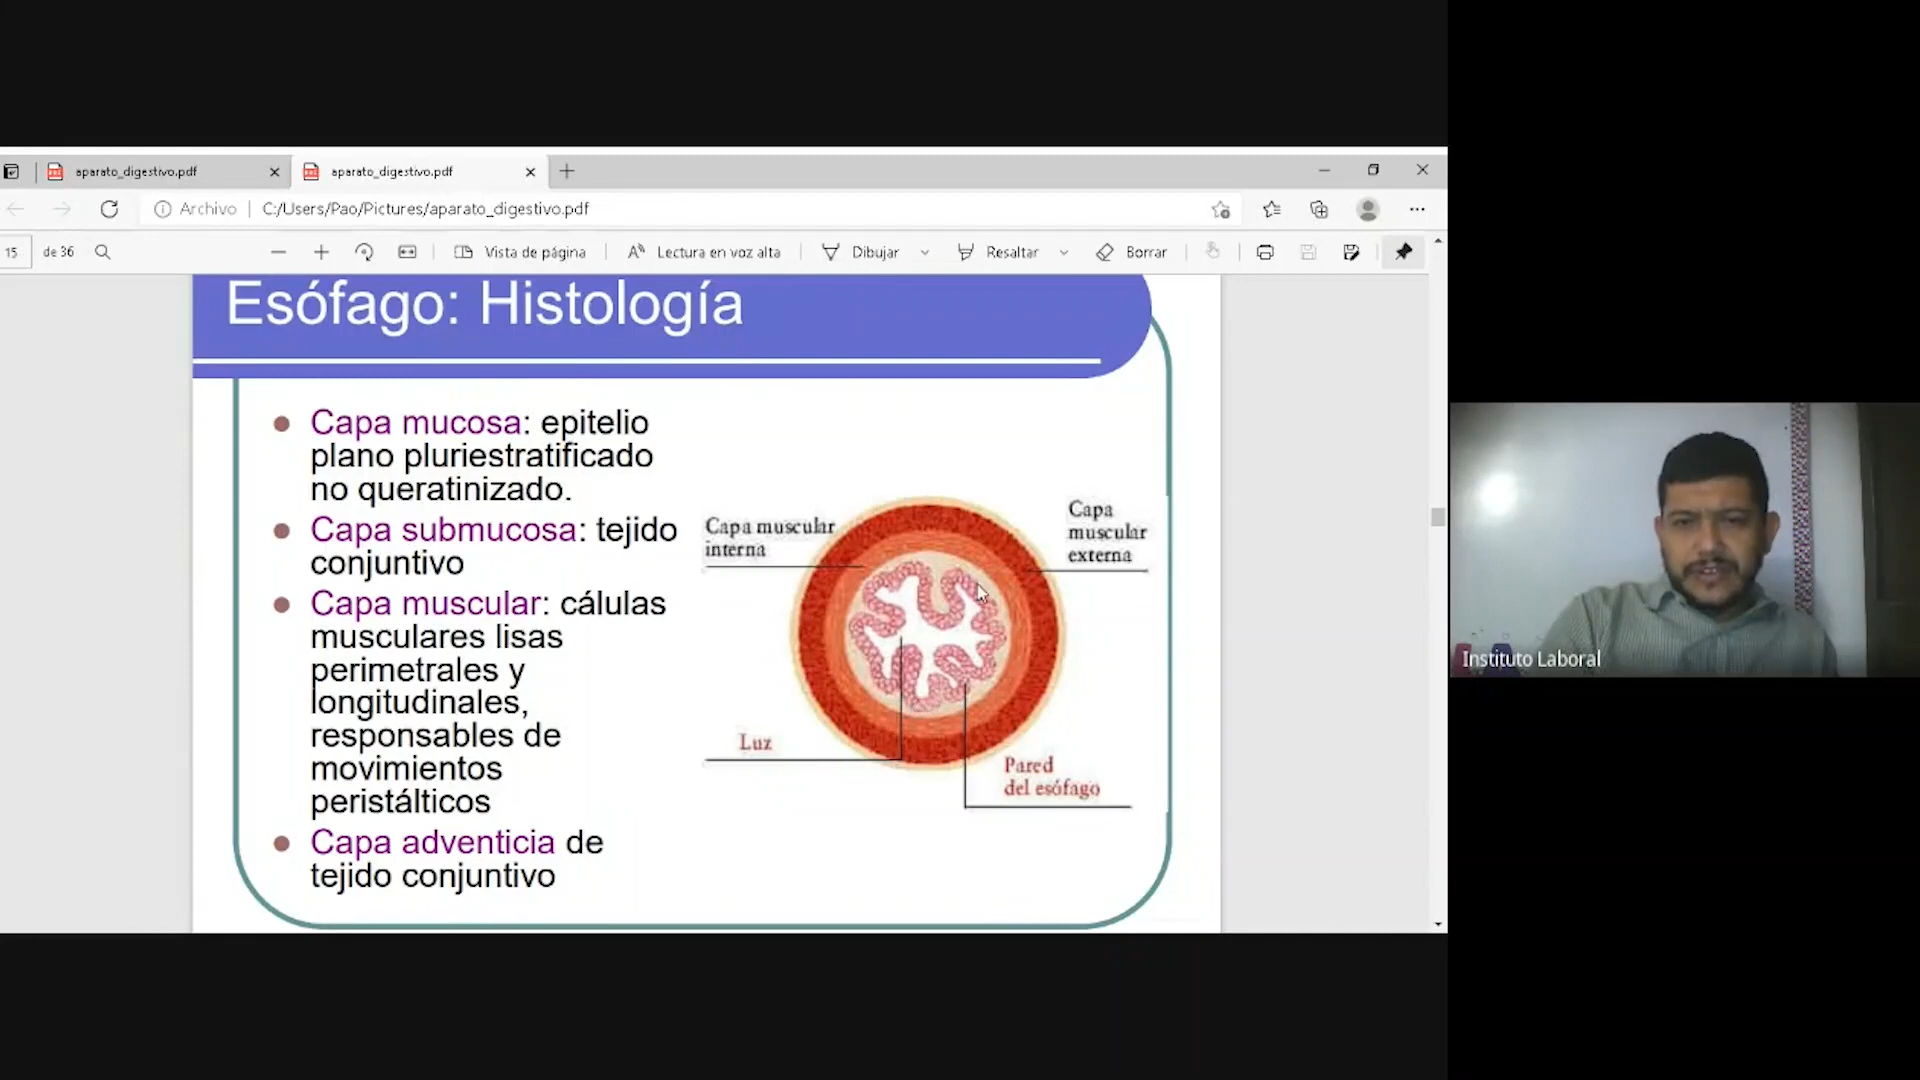 aparato_digestivo.pdf
aparato_digestivo.pdf
Archivo
C:/Users/Pao/Pictures/aparato_digestivo.pdf
15 de 36
Vista de página
Lectura en voz alta
Dibujar
Resaltar
Borrar
Esófago: Histología
Capa mucosa: epitelio
plano pluriestratificado
no queratinizado.
Capa submucosa: tejido
conjuntivo
Capa muscular: cálulas
musculares lisas
perimetrales y
longitudinales,
responsables de
movimientos
peristálticos
Capa adventicia de
tejido conjuntivo
Capa muscular
interna
Capa
muscular
externa
Luz
Pared
del esófago
Instituto Laboral